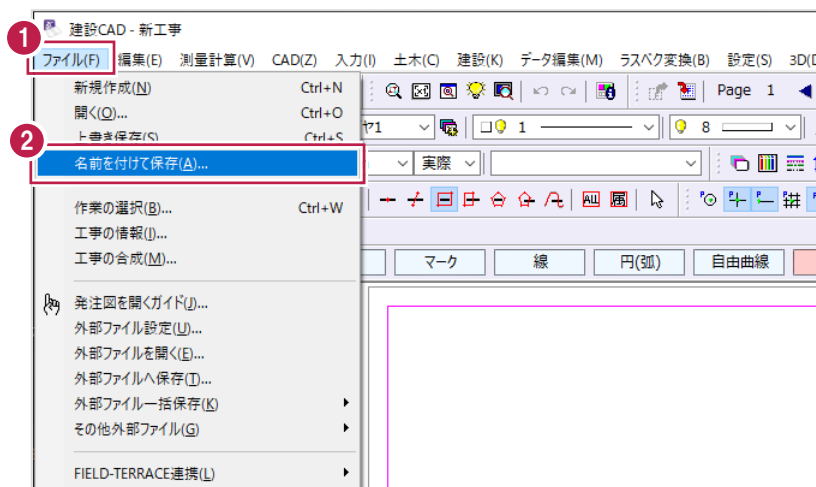 建設CAD - 新工事
1
ファイル(F) 編集(E) 測量計算(V) CAD(Z) 入力(I) 土木(C) 建設(K) データ編集(M) ラスベク変換(B) 設定(S) 3D(D
新規作成(N) Ctrl+N
Page 1
開く(O)... Ctrl+O
上書き保存(S) Ctrl+S
ヤ1 1 8
2
名前を付けて保存(A)...
実際
作業の選択(B)... Ctrl+W
ALL 属
工事の情報(I)...
工事の合成(M)...
マーク 線 円(弧) 自由曲線
発注図を開くガイド(J)...
外部ファイル設定(U)...
外部ファイルを開く(E)...
外部ファイルへ保存(T)...
外部ファイル一括保存(K)
その他外部ファイル(G)
FIELD-TERRACE連携(L)